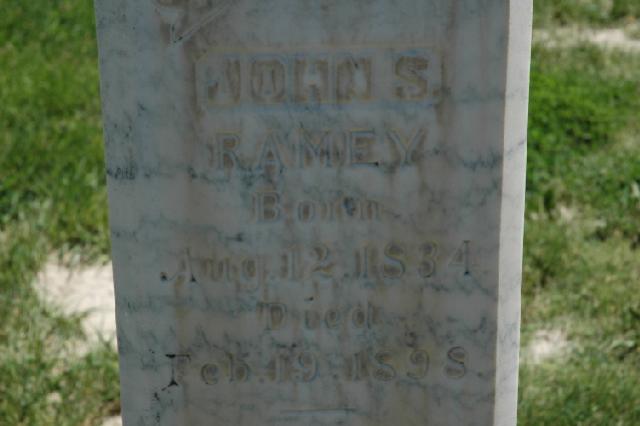 JOHN S.
RAMEY
Born
Aug. 12. 1834
Died
Feb. 19. 1898